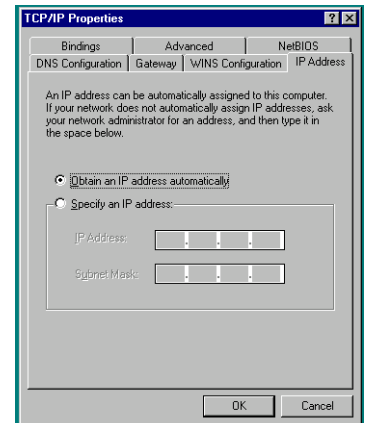 TCP/IP Properties
Bindings Advanced NetBIOS
DNS Configuration Gateway WINS Configuration IP Address
An IP address can be automatically assigned to this computer.
If your network does not automatically assign IP addresses, ask
your network administrator for an address, and then type it in
the space below.
Obtain an IP address automatically
Specify an IP address:
IP Address:
Subnet Mask:
OK Cancel